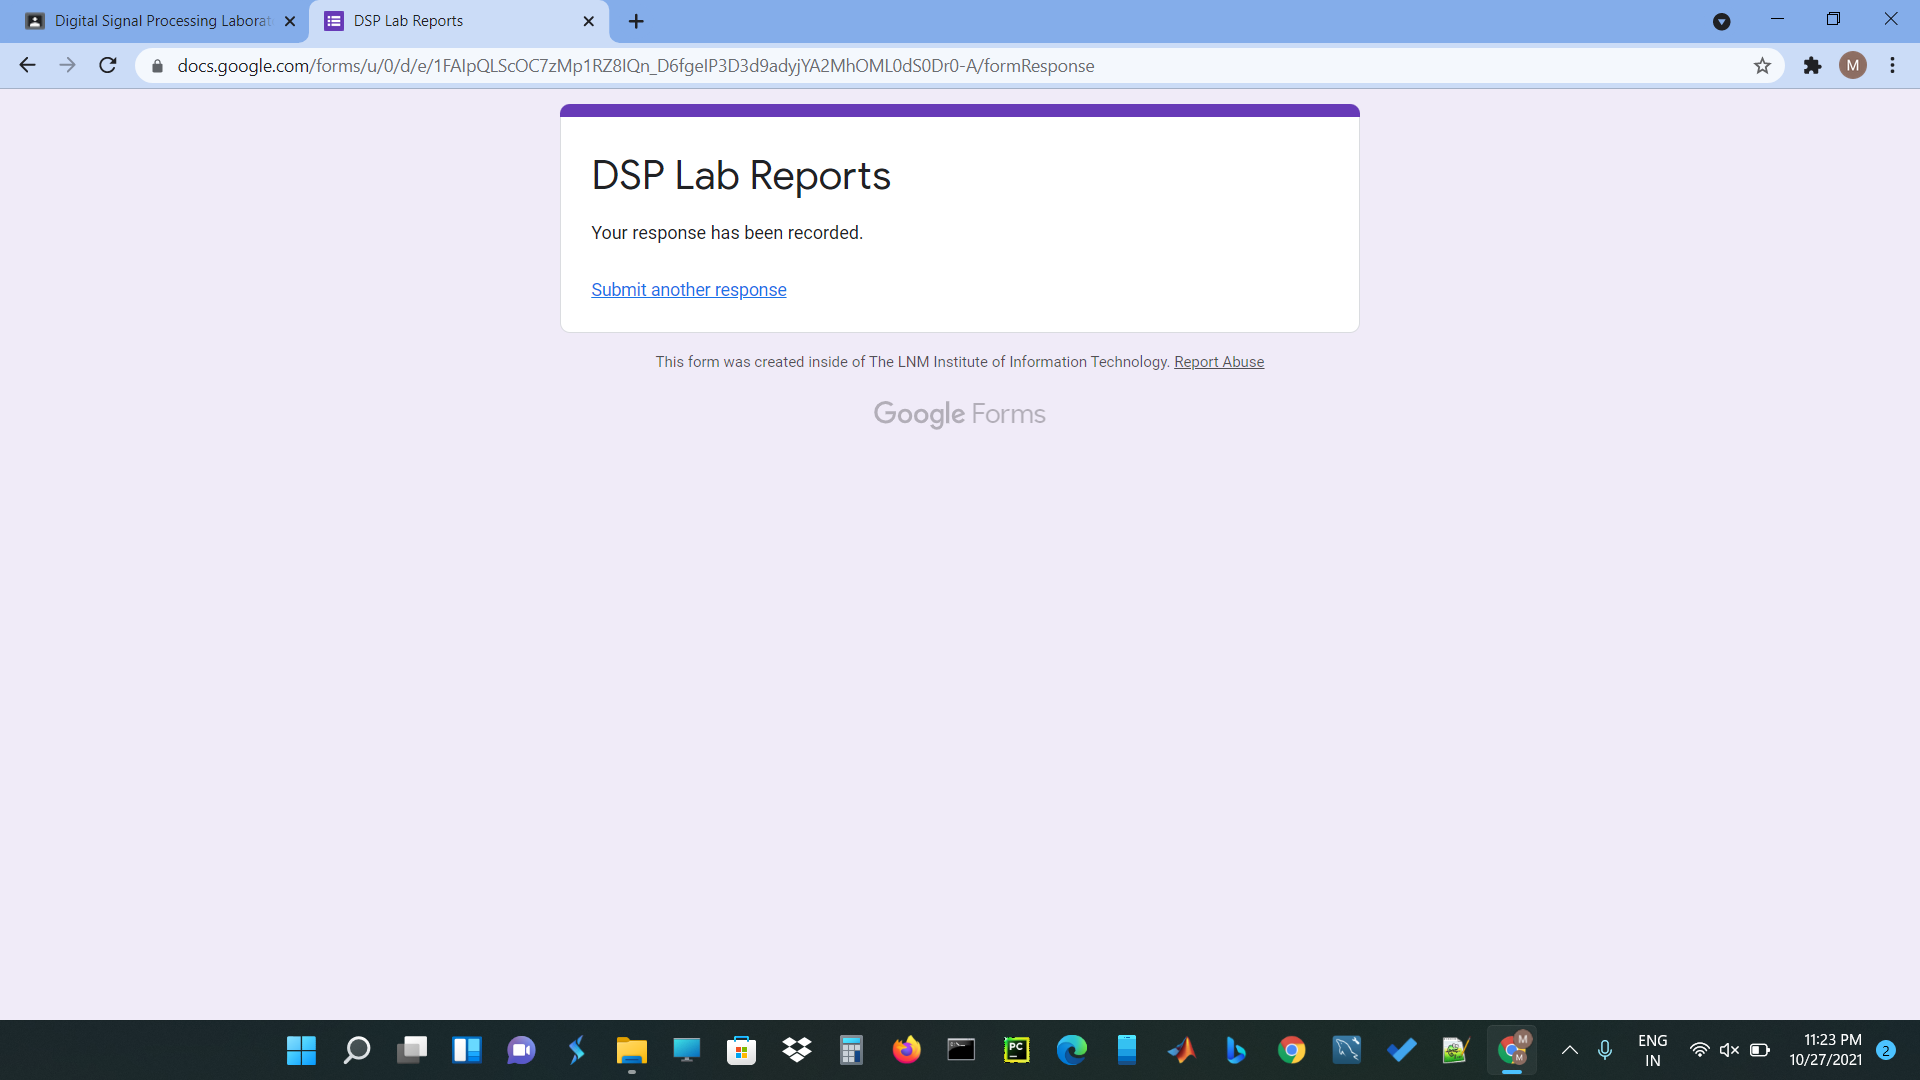 Digital Signal Processing Laborat
DSP Lab Reports
docs.google.com/forms/u/0/d/e/1FAIpQLScOC7zMp1RZ8IQn_D6fgeIP3D3d9adyjYA2MhOML0dS0Dr0-A/formResponse
M
DSP Lab Reports
Your response has been recorded.
Submit another response
This form was created inside of The LNM Institute of Information Technology. Report Abuse
Google Forms
PC
M
M
ENG
IN
11:23 PM
10/27/2021
2